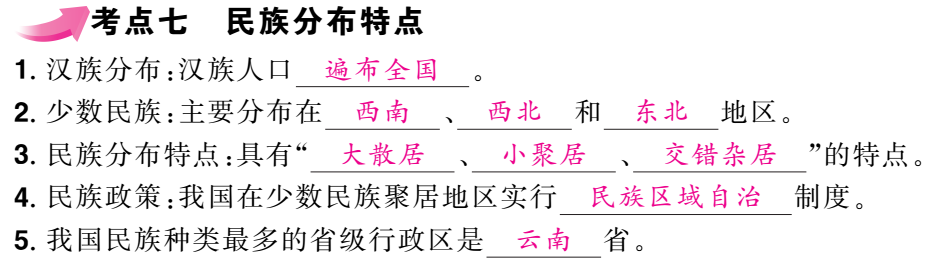 考点七 民族分布特点
1. 汉族分布:汉族人口 遍布全国 。
2. 少数民族:主要分布在 西南 、 西北 和 东北 地区。
3. 民族分布特点:具有“ 大散居 、 小聚居 、 交错杂居 ”的特点。
4. 民族政策:我国在少数民族聚居地区实行 民族区域自治 制度。
5. 我国民族种类最多的省级行政区是 云南 省。